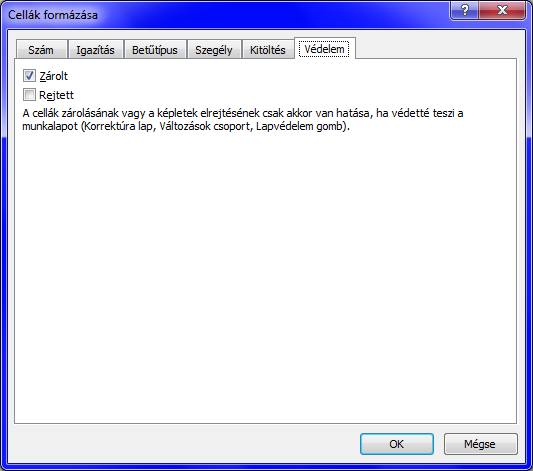 Cellák formázása
?
Szám Igazítás Betűtípus Szegély Kitöltés Védelem
Zárolt
Rejtett
A cellák zárolásának vagy a képletek elrejtésének csak akkor van hatása, ha védetté teszi a
munkalapot (Korrektúra lap, Változások csoport, Lapvédelem gomb).
OK Mégse